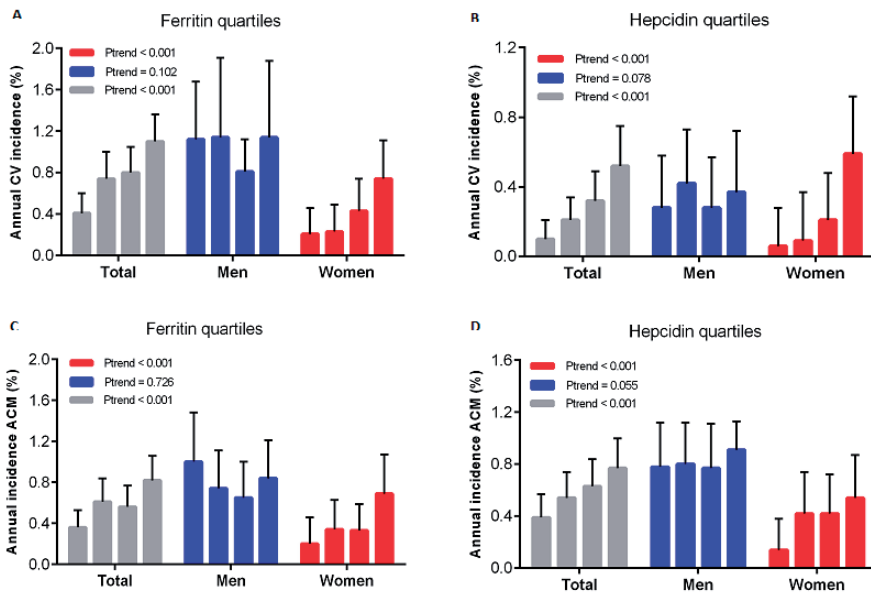 A
Ferritin quartiles
Annual CV incidence (%)
2.0
1.6
1.2
0.8
0.4
0.0
Ptrend < 0.001
Ptrend = 0.102
Ptrend < 0.001
Total Men Women
B
Hepcidin quartiles
Annual CV incidence (%)
1.2
0.8
0.4
0.0
Ptrend < 0.001
Ptrend = 0.078
Ptrend < 0.001
Total Men Women
C
Ferritin quartiles
Annual incidence ACM (%)
2.0
1.6
1.2
0.8
0.4
0.0
Ptrend < 0.001
Ptrend = 0.726
Ptrend < 0.001
Total Men Women
D
Hepcidin quartiles
Annual incidence ACM (%)
1.6
1.2
0.8
0.4
0.0
Ptrend < 0.001
Ptrend = 0.055
Ptrend < 0.001
Total Men Women